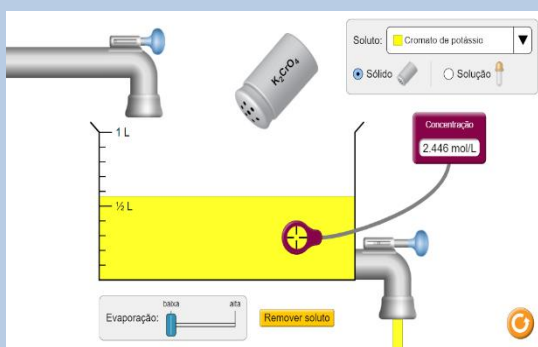 Soluto: Cromato de potássio
Sólido Solução
K₂CrO₄
Concentração
2.446 mol/L
1 L
½ L
baixa alta
Evaporação:
Remover soluto